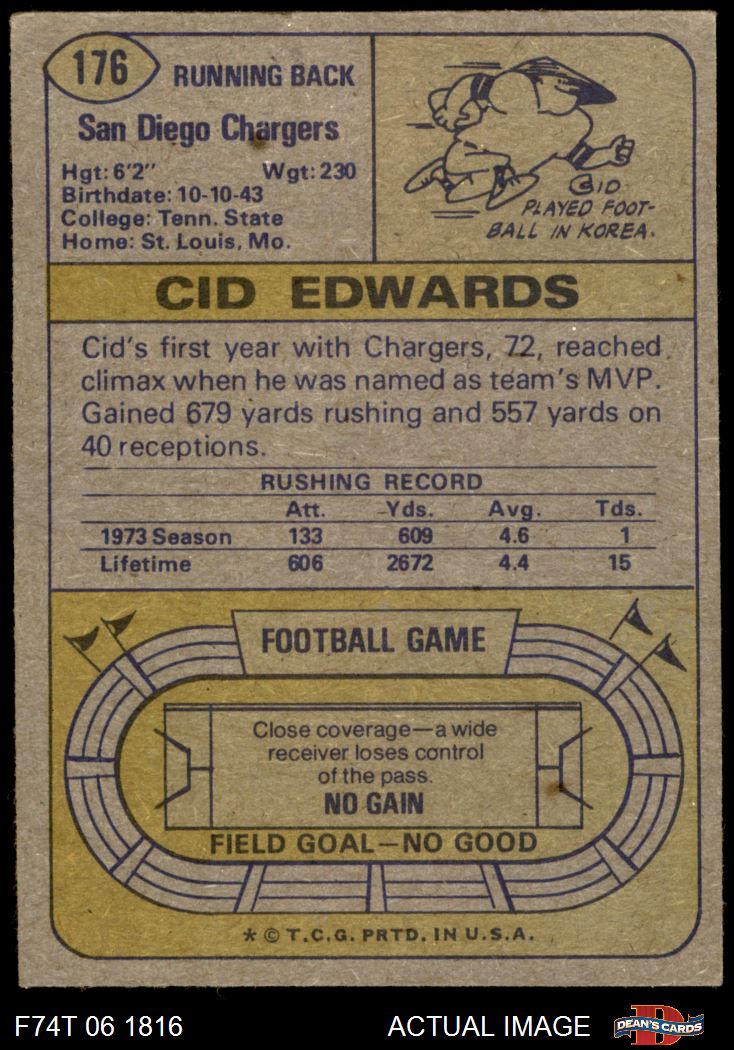 176
RUNNING BACK
San Diego Chargers
Hgt: 6'2" Wgt: 230
Birthdate: 10-10-43
College: Tenn. State
Home: St. Louis, Mo.
CID
PLAYED FOOT-
BALL IN KOREA.
CID EDWARDS
Cid's first year with Chargers, 72, reached
climax when he was named as team's MVP.
Gained 679 yards rushing and 557 yards on
40 receptions.
RUSHING RECORD
Att. Yds. Avg. Tds.
1973 Season 133 609 4.6 1
Lifetime 606 2672 4.4 15
FOOTBALL GAME
Close coverage—a wide
receiver loses control
of the pass.
NO GAIN
FIELD GOAL—NO GOOD
* © T.C.G. PRTD. IN U.S.A.
F74T 06 1816 ACTUAL IMAGE
DEAN'S CARDS